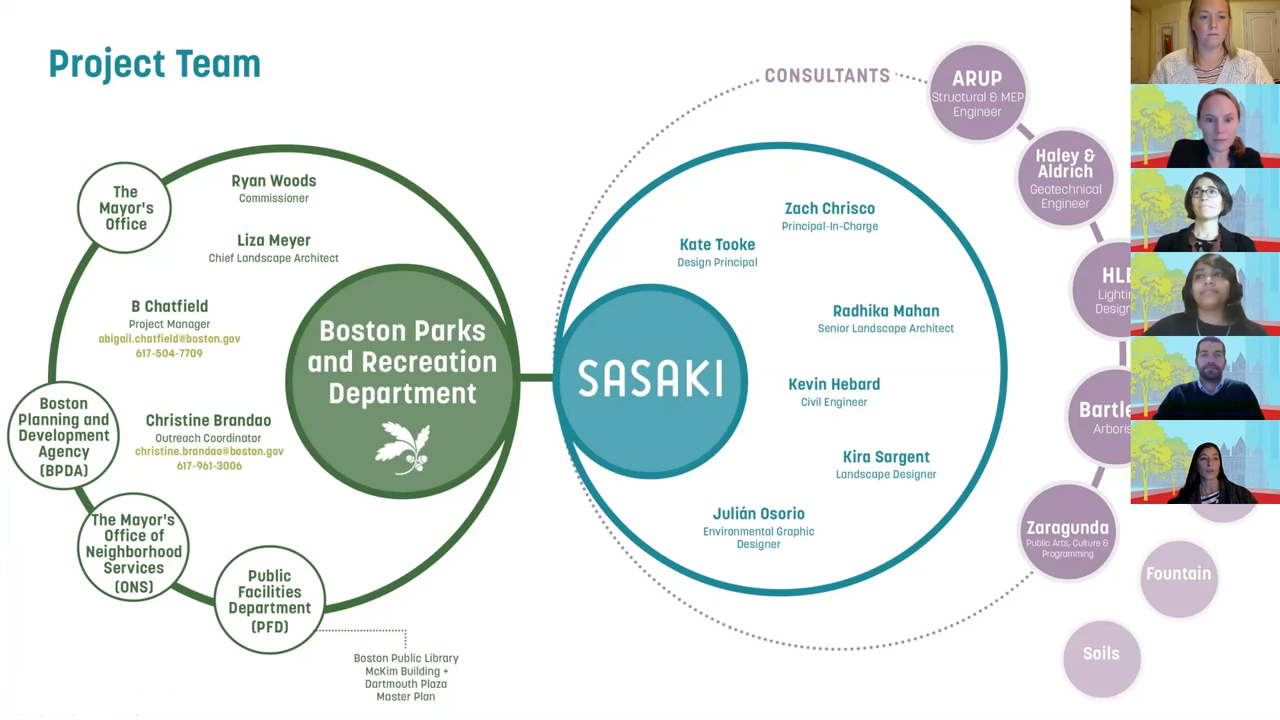 Project Team
The
Mayor's
Office
Ryan Woods
Commissioner
Liza Meyer
Chief Landscape Architect
B Chatfield
Project Manager
abigail.chatfield@boston.gov
617-504-7709
Boston
Planning and
Development
Agency
(BPDA)
Christine Brandao
Outreach Coordinator
christine.brandao@boston.gov
617-961-3006
The Mayor's
Office of
Neighborhood
Services
(ONS)
Public
Facilities
Department
(PFD)
Boston Public Library
McKim Building +
Dartmouth Plaza
Master Plan
Boston Parks
and Recreation
Department
SASAKI
Zach Chrisco
Principal-In-Charge
Kate Tooke
Design Principal
Radhika Mahan
Senior Landscape Architect
Kevin Hebard
Civil Engineer
Kira Sargent
Landscape Designer
Julián Osorio
Environmental Graphic
Designer
CONSULTANTS
ARUP
Structural & MEP
Engineer
Haley &
Aldrich
Geotechnical
Engineer
Zaragunda
Public Arts, Culture &
Programming
Fountain
Soils